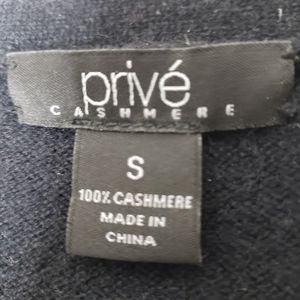 privé
CASHMERE
S
100% CASHMERE
MADE IN
CHINA